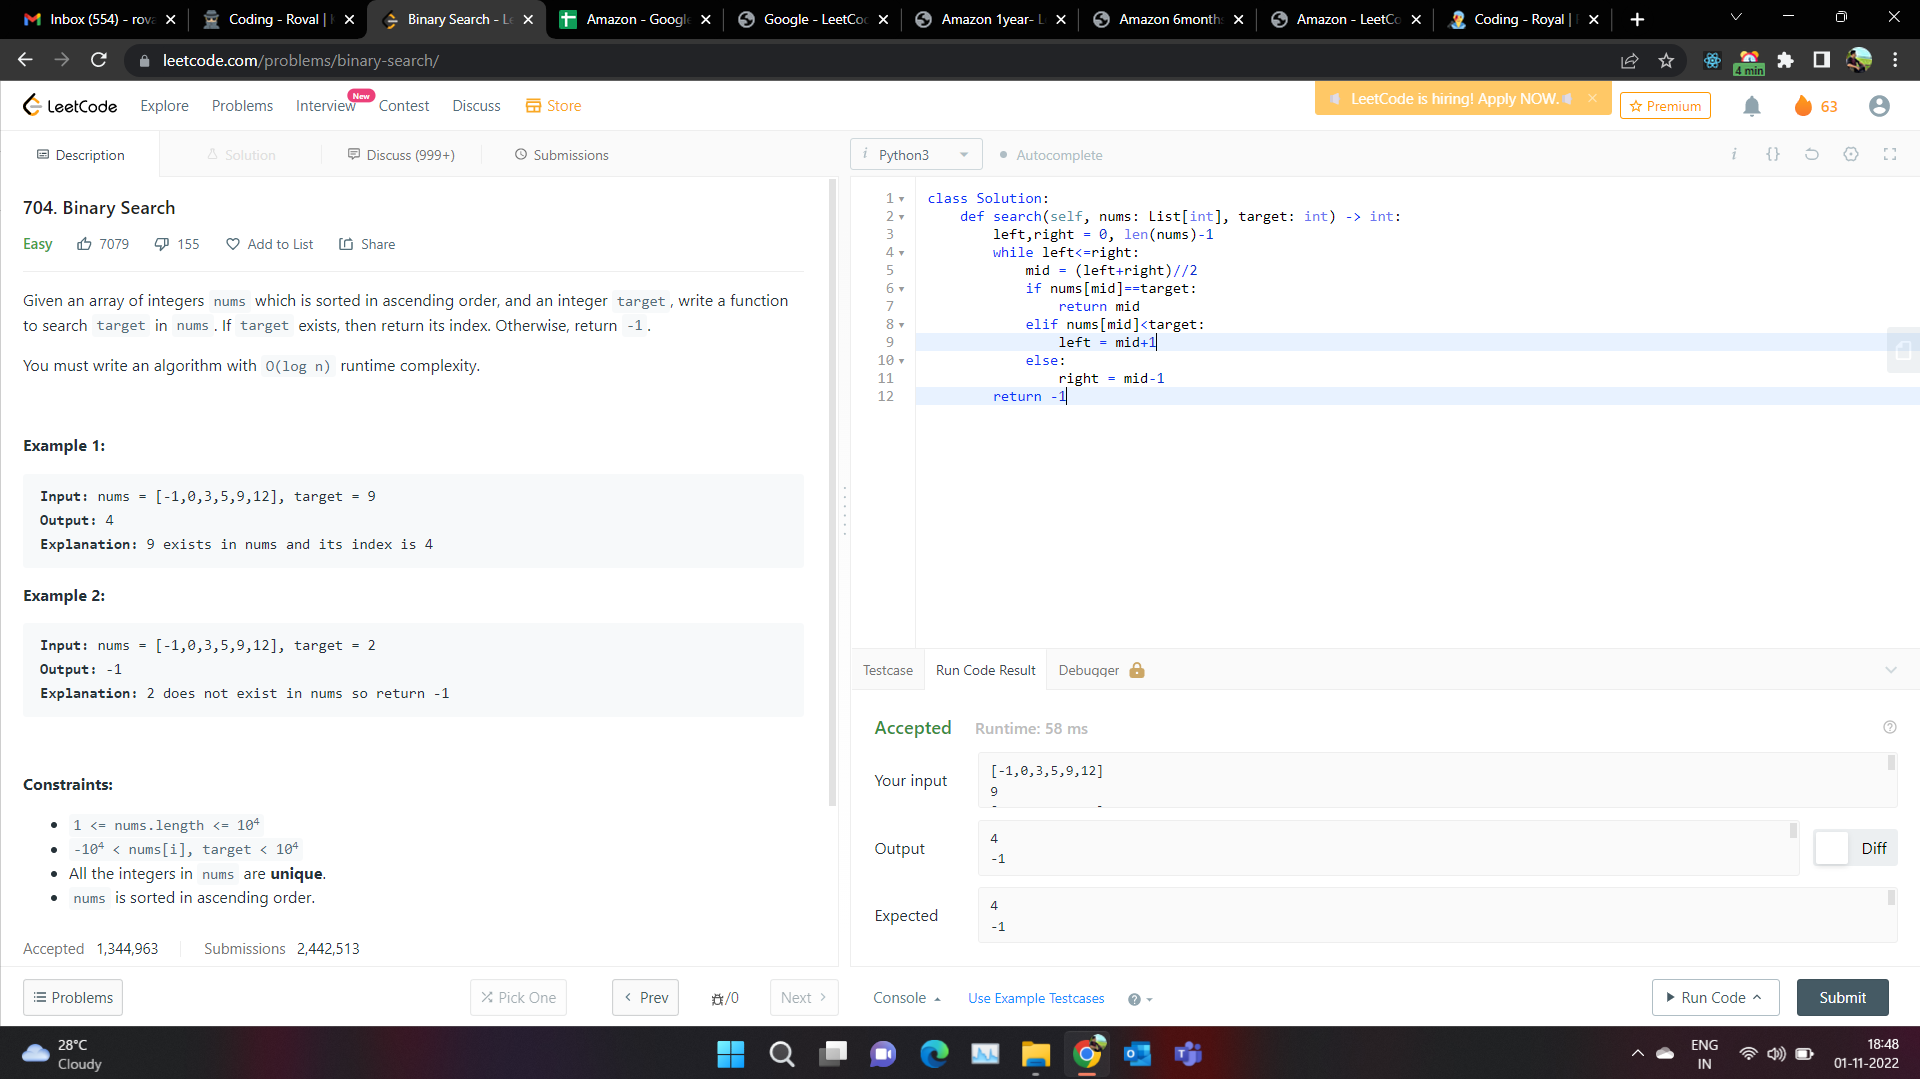 Inbox (554) - rova
Coding - Roval |
Binary Search - Le
Amazon - Google
Google - LeetCod
Amazon 1year- L
Amazon 6months
Amazon - LeetCo
Coding - Royal |
leetcode.com/problems/binary-search/
4 min
LeetCode
Explore
Problems
Interview
New
Contest
Discuss
Store
LeetCode is hiring! Apply NOW.
Premium
63
Description
Solution
Discuss (999+)
Submissions
704. Binary Search
Easy
7079
155
Add to List
Share
Given an array of integers nums which is sorted in ascending order, and an integer target, write a function
to search target in nums. If target exists, then return its index. Otherwise, return -1.
You must write an algorithm with O(log n) runtime complexity.
Example 1:
Input: nums = [-1,0,3,5,9,12], target = 9
Output: 4
Explanation: 9 exists in nums and its index is 4
Example 2:
Input: nums = [-1,0,3,5,9,12], target = 2
Output: -1
Explanation: 2 does not exist in nums so return -1
Constraints:
• 1 <= nums.length <= 10⁴
• -10⁴ < nums[i], target < 10⁴
• All the integers in nums are unique.
• nums is sorted in ascending order.
Accepted 1,344,963
Submissions 2,442,513
Problems
Pick One
Prev
/0
Next
i Python3
Autocomplete
i {}
1 class Solution:
2     def search(self, nums: List[int], target: int) -> int:
3         left,right = 0, len(nums)-1
4         while left<=right:
5             mid = (left+right)//2
6             if nums[mid]==target:
7                 return mid
8             elif nums[mid]<target:
9                 left = mid+1
10             else:
11                 right = mid-1
12         return -1
Testcase
Run Code Result
Debugger
Accepted
Runtime: 58 ms
Your input
[-1,0,3,5,9,12]
9
Output
4
-1
Diff
Expected
4
-1
Console
Use Example Testcases
Run Code
Submit
28°C
Cloudy
ENG
IN
18:48
01-11-2022